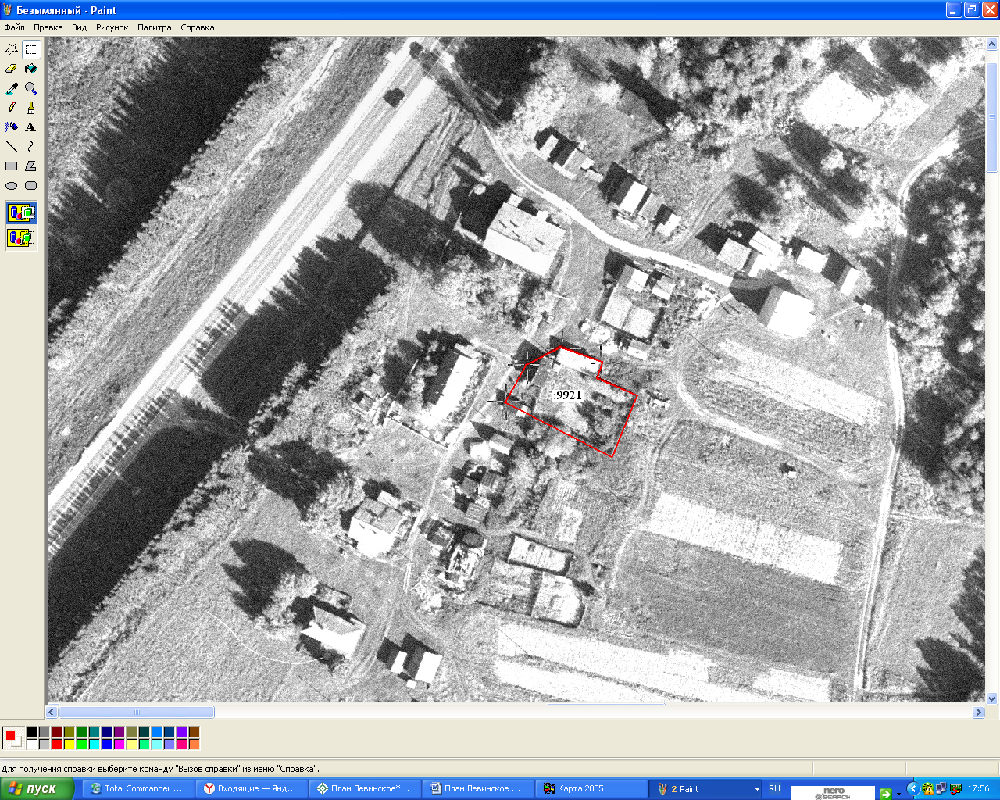 Безымянный - Paint
Файл Правка Вид Рисунок Палитра Справка
A
:9921
Для получения справки выберите команду "Вызов справки" из меню "Справка".
пуск
Total Commander ...
Входящие — Янд...
План Левинское*...
План Левинское ...
Карта 2005
2 Paint
RU
nero
SEARCH
17:56